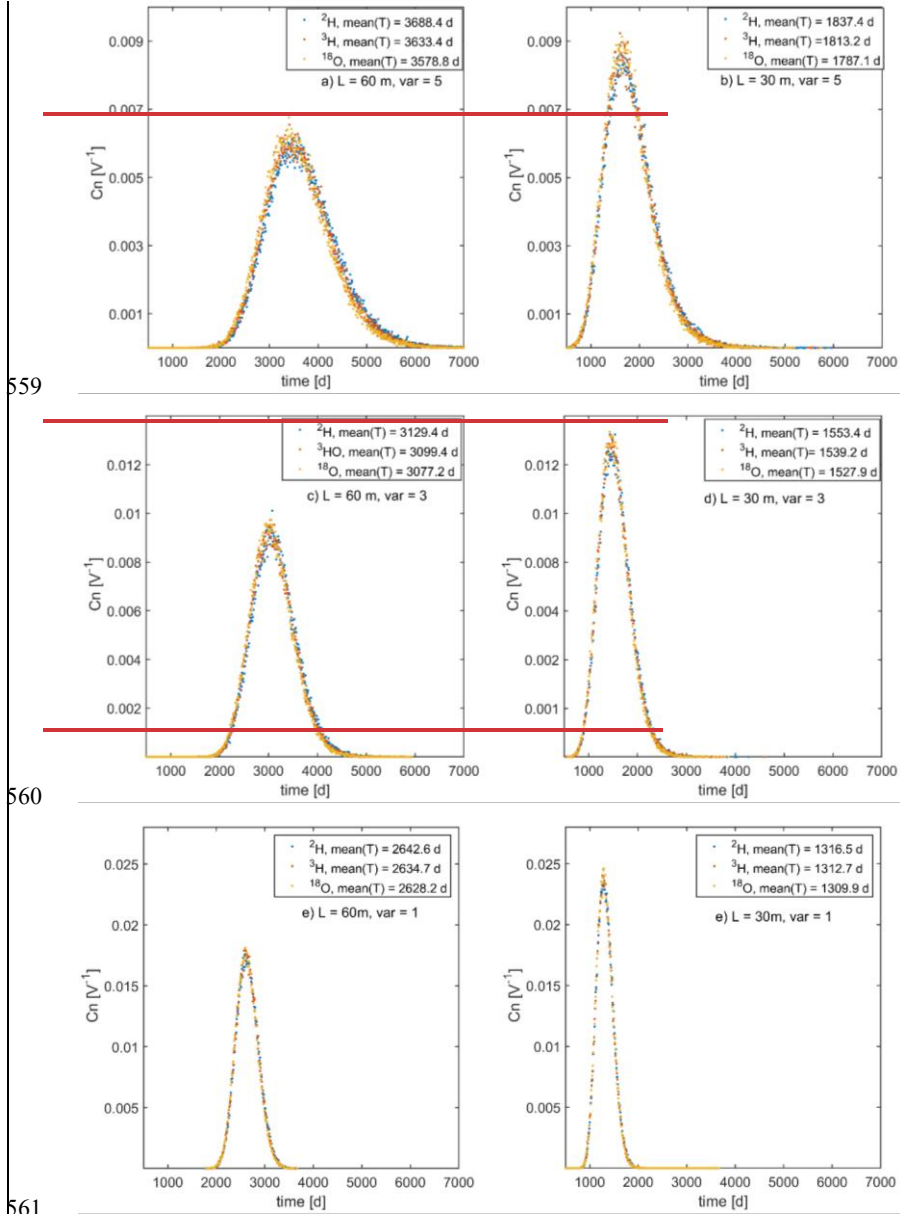 0.009
0.007
0.005
0.003
0.001
Cn [V⁻¹]
²H, mean(T) = 3688.4 d
³H, mean(T) = 3633.4 d
¹⁸O, mean(T) = 3578.8 d
a) L = 60 m, var = 5
1000 2000 3000 4000 5000 6000 7000
time [d]
0.009
0.007
0.005
0.003
0.001
Cn [V⁻¹]
²H, mean(T) = 1837.4 d
³H, mean(T) =1813.2 d
¹⁸O, mean(T) = 1787.1 d
b) L = 30 m, var = 5
1000 2000 3000 4000 5000 6000 7000
time [d]
559
0.012
0.01
0.008
0.006
0.004
0.002
Cn [V⁻¹]
²H, mean(T) = 3129.4 d
³HO, mean(T) = 3099.4 d
¹⁸O, mean(T) = 3077.2 d
c) L = 60 m, var = 3
1000 2000 3000 4000 5000 6000 7000
time [d]
0.012
0.01
0.008
0.004
0.002
0.001
Cn [V⁻¹]
²H, mean(T) = 1553.4 d
³H, mean(T)= 1539.2 d
¹⁸O, mean(T) = 1527.9 d
d) L = 30 m, var = 3
1000 2000 3000 4000 5000 6000 7000
time [d]
560
0.025
0.02
0.015
0.01
0.005
Cn [V⁻¹]
²H, mean(T) = 2642.6 d
³H, mean(T) = 2634.7 d
¹⁸O, mean(T) = 2628.2 d
e) L = 60m, var = 1
1000 2000 3000 4000 5000 6000 7000
time [d]
0.025
0.02
0.015
0.01
0.005
Cn [V⁻¹]
²H, mean(T) = 1316.5 d
³H, mean(T) = 1312.7 d
¹⁸O, mean(T) = 1309.9 d
e) L = 30m, var = 1
1000 2000 3000 4000 5000 6000 7000
time [d]
561